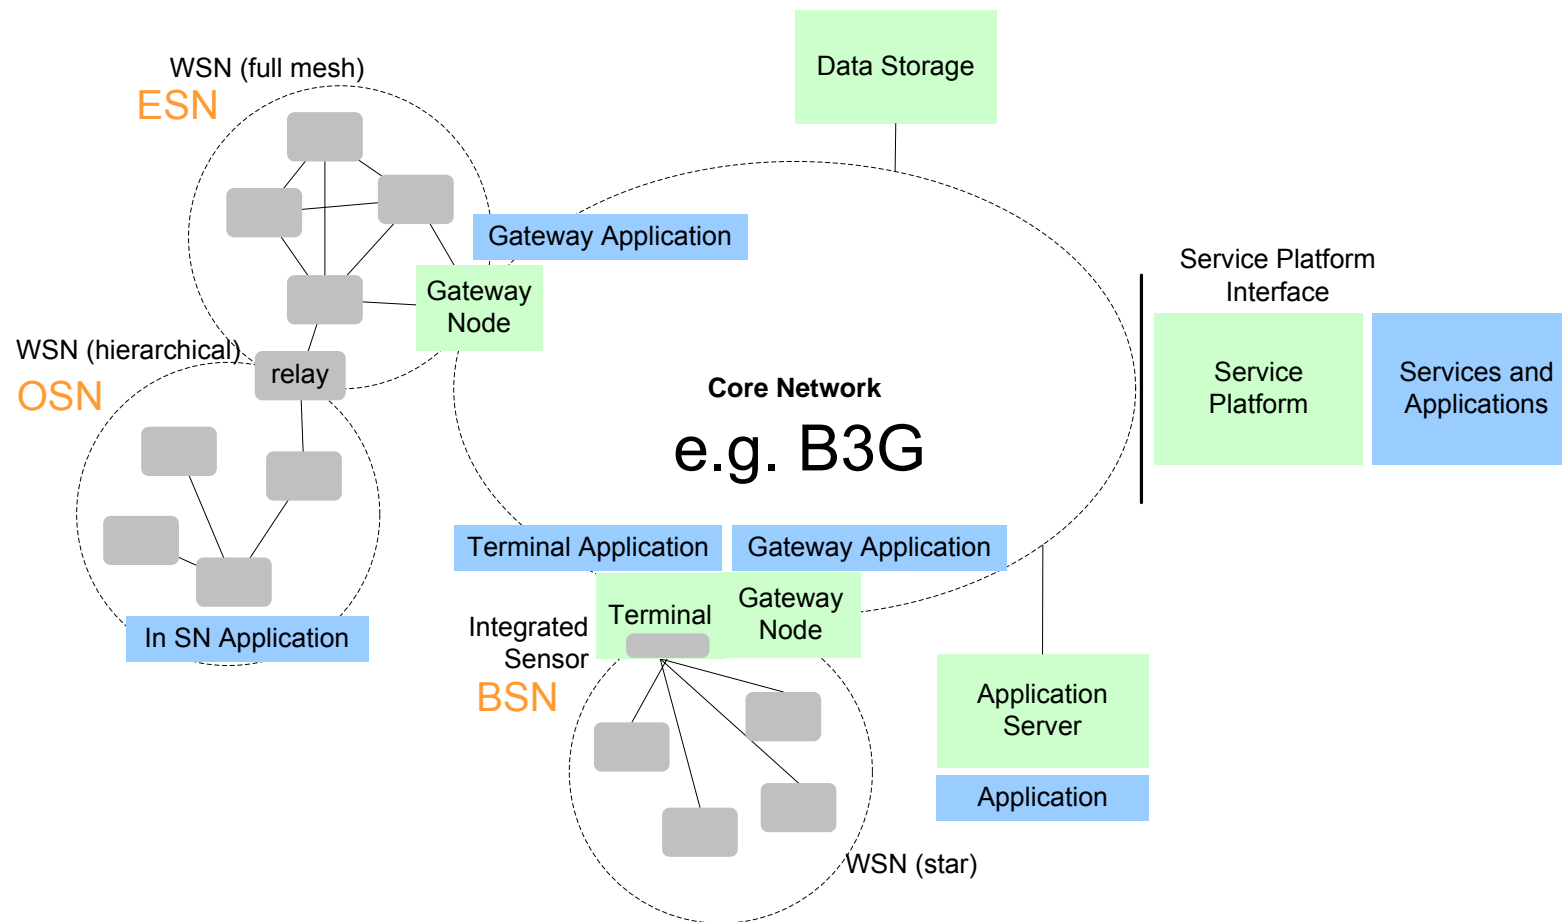 WSN (full mesh)
ESN
Data Storage
Gateway Application
Gateway
Node
Service Platform
Interface
WSN (hierarchical)
OSN
relay
Core Network
e.g. B3G
Service
Platform
Services and
Applications
Terminal Application
Gateway Application
In SN Application
Integrated
Sensor
BSN
Terminal
Gateway
Node
Application
Server
Application
WSN (star)